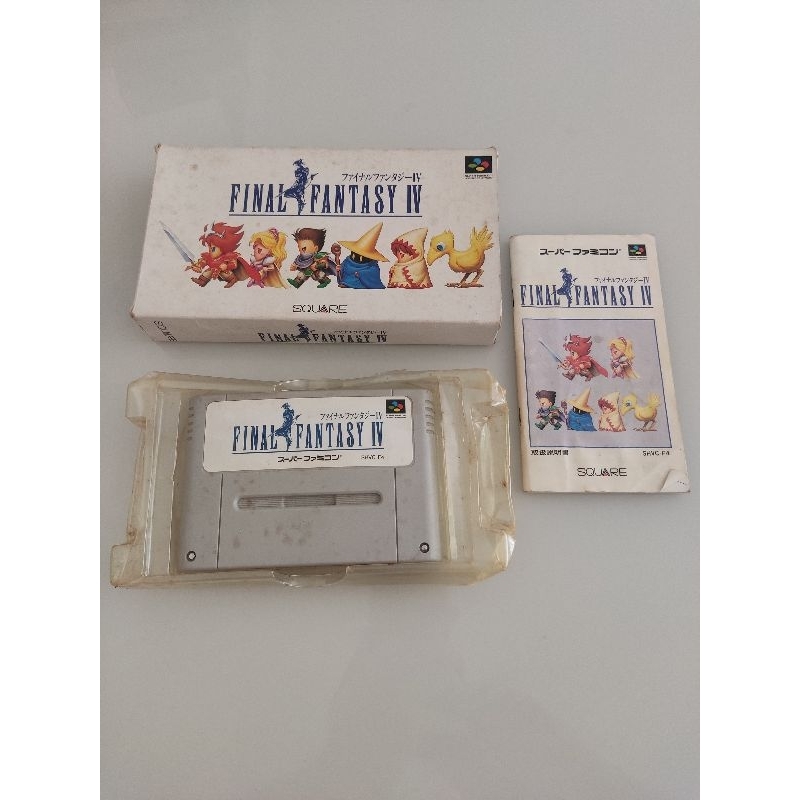 ファイナルファンタジーIV
FINAL FANTASY IV
SQUARE
ファイナルファンタジーIV
FINAL FANTASY IV
スーパーファミコン
ファイナルファンタジーIV
FINAL FANTASY IV
取扱説明書 SHVC-F4
SQUARE
ファイナルファンタジーIV
FINAL FANTASY IV
スーパーファミコン SHVC-F4